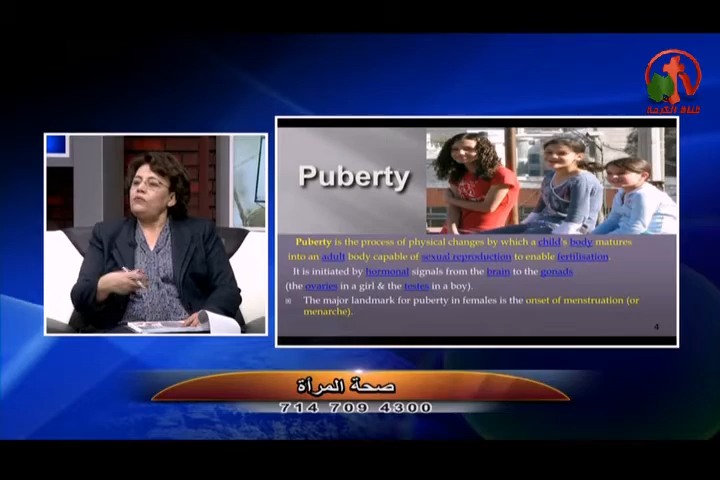 قناة الكرمة
Puberty
Puberty is the process of physical changes by which a child's body matures
into an adult body capable of sexual reproduction to enable fertilisation.
It is initiated by hormonal signals from the brain to the gonads
(the ovaries in a girl & the testes in a boy).
The major landmark for puberty in females is the onset of menstruation (or
menarche).
4
صحة المرأة
714 709 4300